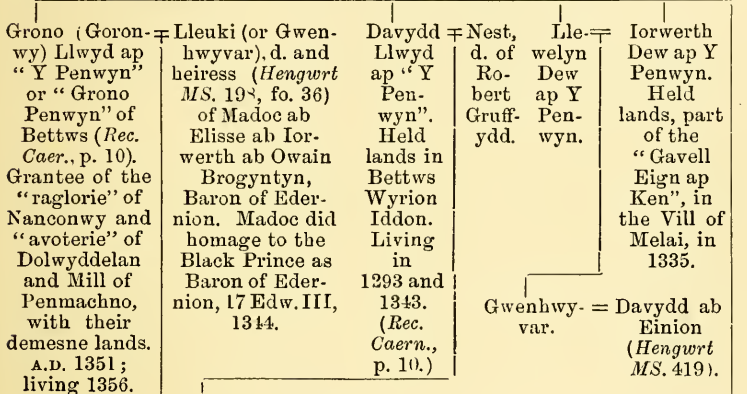 Grono (Goron-
wy) Llwyd ap
"Y Penwyn"
or "Grono
Penwyn" of
Bettws (Rec.
Caer., p. 10).
Grantee of the
"raglorie" of
Nanconwy and
"avoterie" of
Dolwyddelan
and Mill of
Penmachno,
with their
demesne lands.
A.D. 1351;
living 1356.
Lleuki (or Gwen-
hwyvar), d. and
heiress (Hengwrt
MS. 198, fo. 36)
of Madoc ab
Elisse ab Ior-
werth ab Owain
Brogyntyn,
Baron of Eder-
nion. Madoc did
homage to the
Black Prince as
Baron of Eder-
nion, 17 Edw. III,
1344.
Davydd
Llwyd
ap "Y
Pen-
wyn".
Held
lands in
Bettws
Wyrion
Iddon.
Living
in
1293 and
1343.
(Rec.
Caern.,
p. 10.)
Nest,
d. of
Ro-
bert
Gruff-
ydd.
Lle-
welyn
Dew
ap Y
Pen-
wyn.
Iorwerth
Dew ap Y
Penwyn.
Held
lands, part
of the
"Gavell
Eign ap
Ken", in
the Vill of
Melai, in
1335.
Gwenhwy-
var.
= Davydd ab
Einion
(Hengwrt
MS. 419).